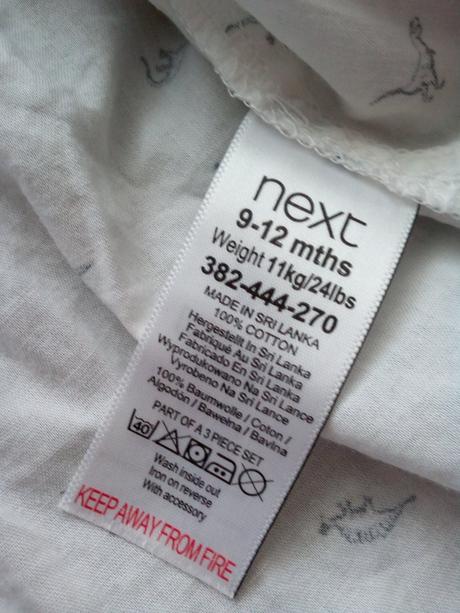 next
9-12 mths
Weight 11kg/24lbs
382-444-270
MADE IN SRI LANKA
100% COTTON
Hergestellt In Sri Lanka
Fabriqué Au Sri Lanka
Fabricado En Sri Lanka
Wyprodukowano Na Sri Lance
Vyrobeno Na Srí Lance
100% Baumwolle / Coton /
Algodón / Bawełna / Bavlna
PART OF A 3 PIECE SET
40
Wash inside out
Iron on reverse
With accessory
KEEP AWAY FROM FIRE